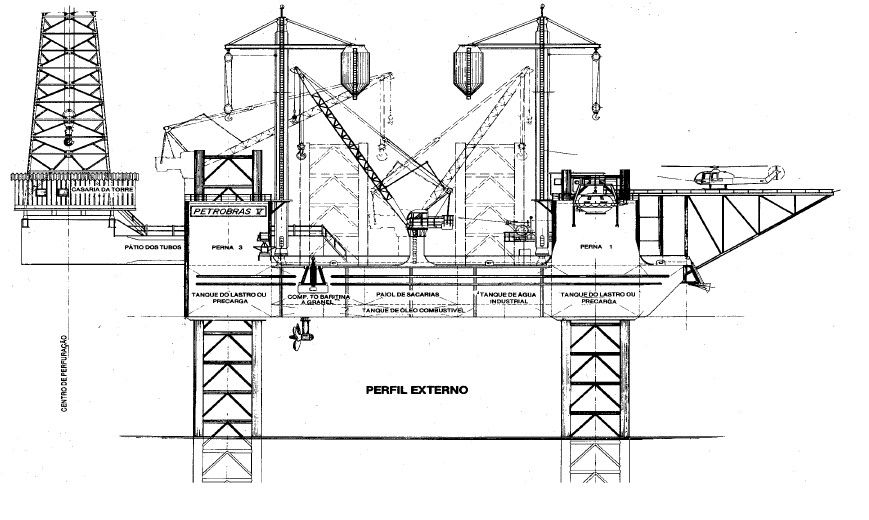 CASARIA DA TORRE
PETROBRAS V
PÁTIO DOS TUBOS
PERNA 3
PERNA 1
TANQUE DO LASTRO OU
PRECARGA
COMP. TO BARITINA
A GRANEL
PAIOL DE SACARIAS
TANQUE DE ÁGUA
INDUSTRIAL
TANQUE DO LASTRO OU
PRECARGA
TANQUE DE ÓLEO COMBUSTIVEL
CENTRO DE PERFURAÇÃO
PERFIL EXTERNO